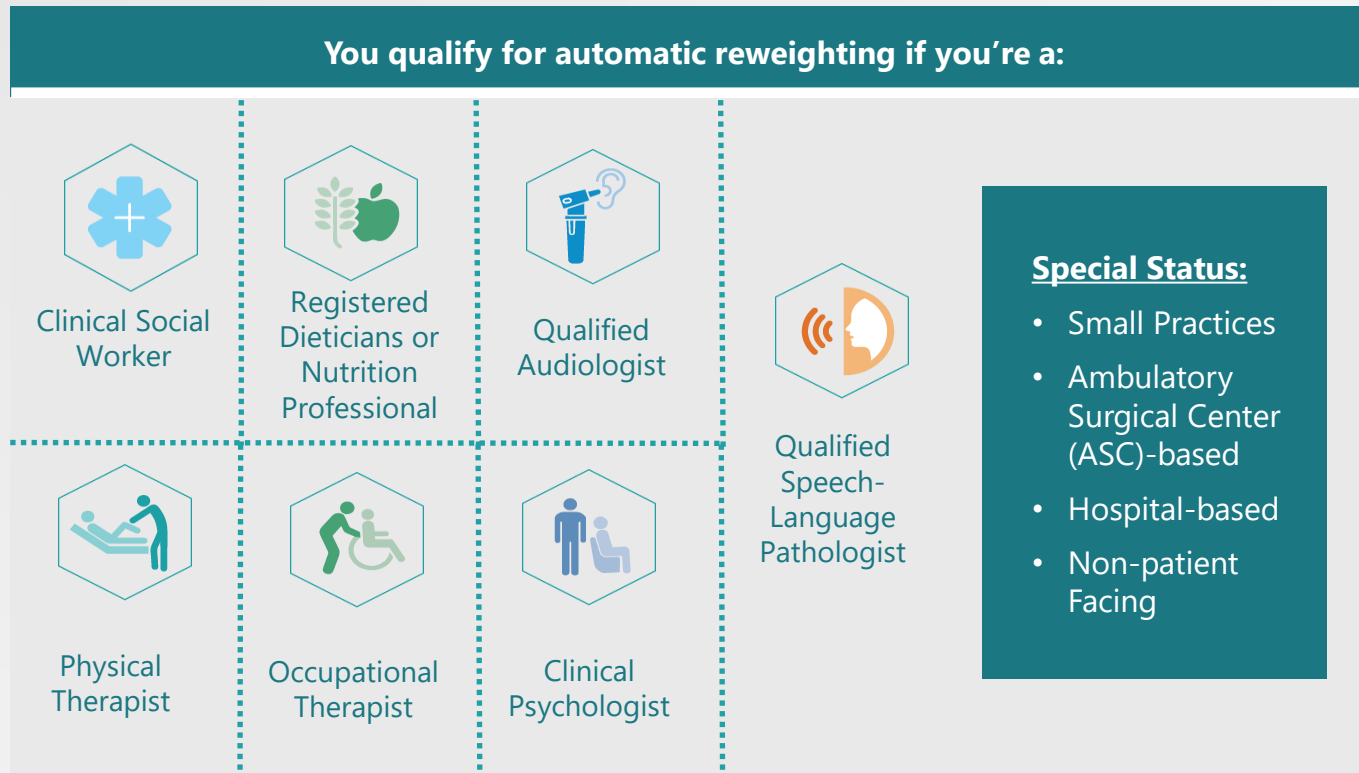 You qualify for automatic reweighting if you’re a:
Clinical Social
Worker
Registered
Dieticians or
Nutrition
Professional
Qualified
Audiologist
Physical
Therapist
Occupational
Therapist
Clinical
Psychologist
Qualified
Speech-
Language
Pathologist
Special Status:
• Small Practices
• Ambulatory
Surgical Center
(ASC)-based
• Hospital-based
• Non-patient
Facing